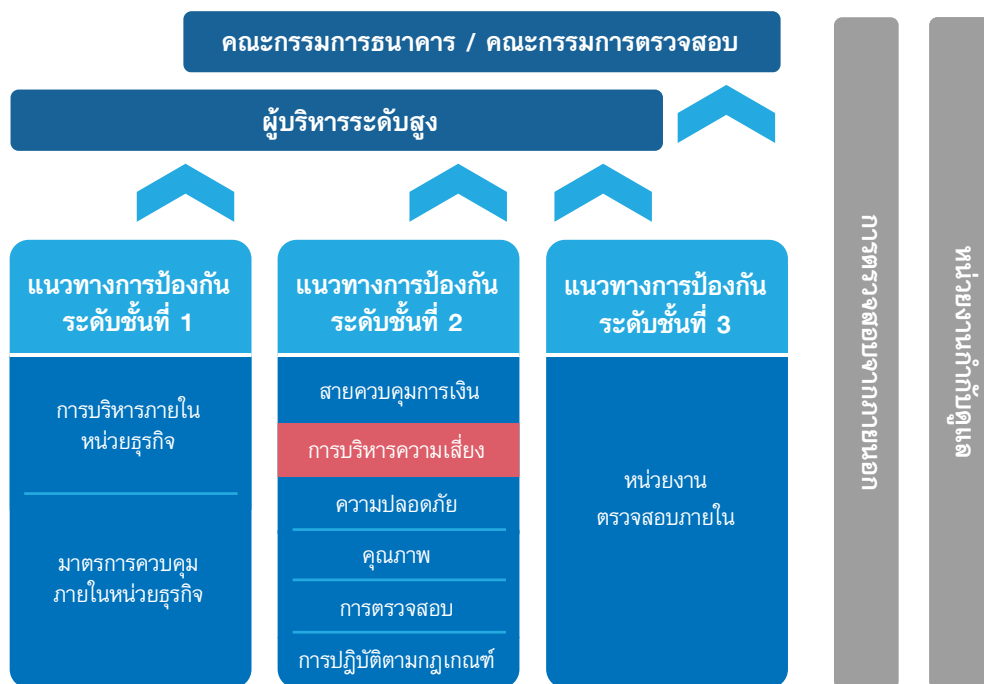 คณะกรรมการธนาคาร / คณะกรรมการตรวจสอบ
ผู้บริหารระดับสูง
แนวทางการป้องกัน
ระดับชั้นที่ 1
การบริหารภายใน
หน่วยธุรกิจ
มาตรการควบคุม
ภายในหน่วยธุรกิจ
แนวทางการป้องกัน
ระดับชั้นที่ 2
สายควบคุมการเงิน
การบริหารความเสี่ยง
ความปลอดภัย
คุณภาพ
การตรวจสอบ
การปฎิบัติตามกฎเกณฑ์
แนวทางการป้องกัน
ระดับชั้นที่ 3
หน่วยงาน
ตรวจสอบภายใน
การตรวจสอบจากภายนอก
หน่วยงานกำกับดูแล